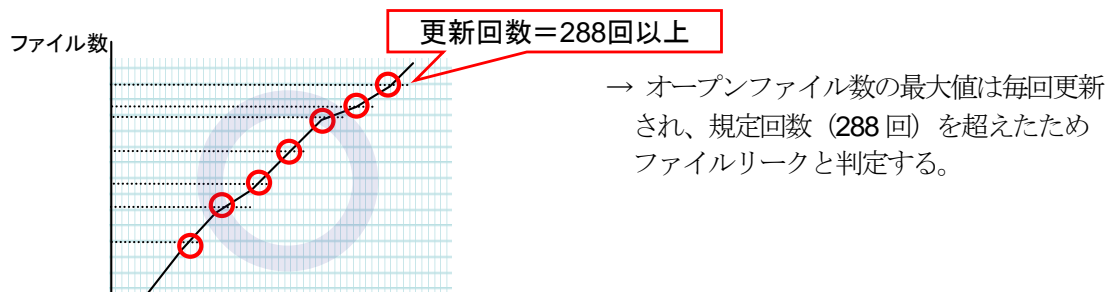 更新回数＝288回以上
ファイル数
→ オープンファイル数の最大値は毎回更新
され、規定回数（288 回）を超えたため
ファイルリークと判定する。